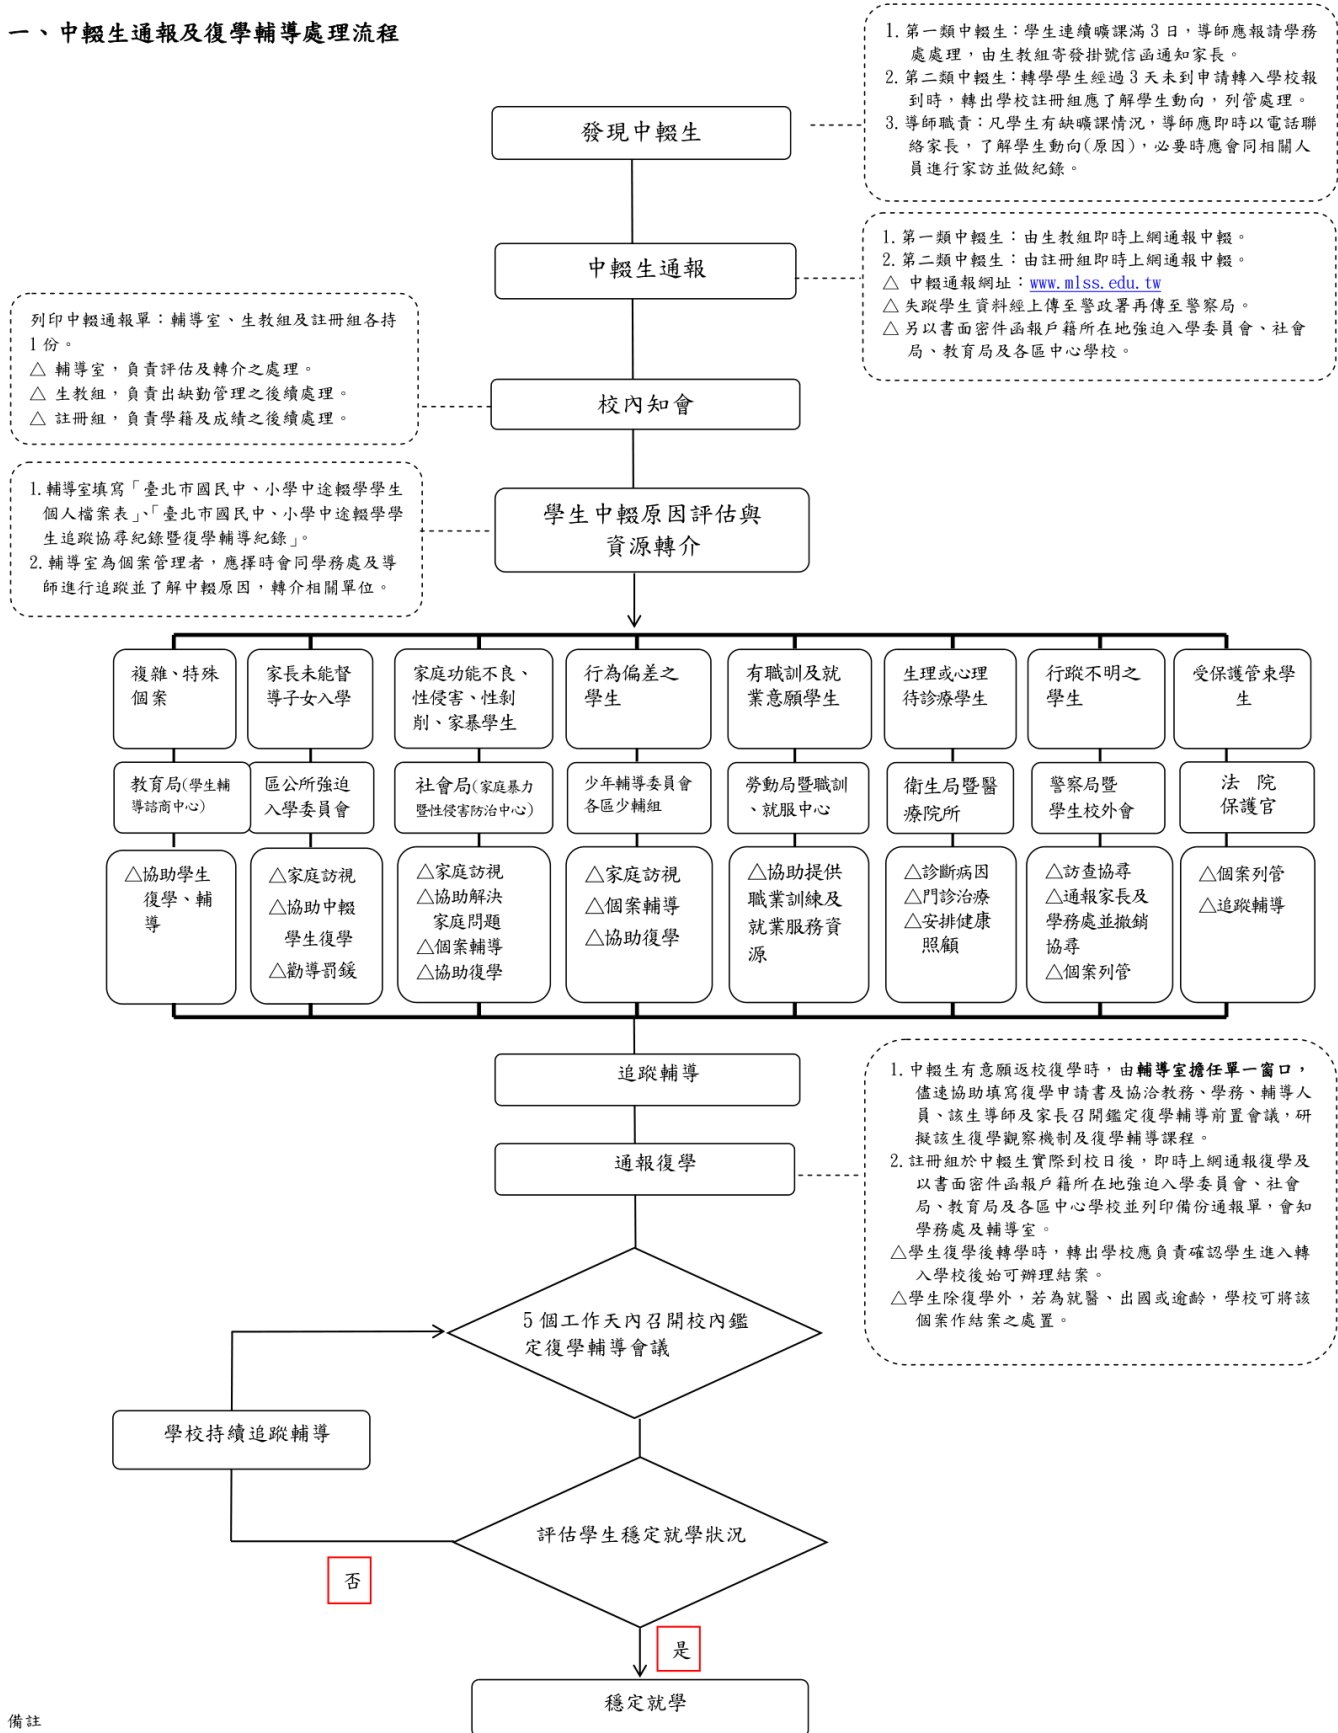 一、中輟生通報及復學輔導處理流程
1. 第一類中輟生：學生連續曠課滿 3 日，導師應報請學務
處處理，由生教組寄發掛號信函通知家長。
2. 第二類中輟生：轉學學生經過 3 天未到申請轉入學校報
到時，轉出學校註冊組應了解學生動向，列管處理。
3. 導師職責：凡學生有缺曠課情況，導師應即時以電話聯
絡家長，了解學生動向(原因)，必要時應會同相關人
員進行家訪並做紀錄。
發現中輟生
1. 第一類中輟生：由生教組即時上網通報中輟。
2. 第二類中輟生：由註冊組即時上網通報中輟。
△ 中輟通報網址：www.mlss.edu.tw
△ 失蹤學生資料經上傳至警政署再傳至警察局。
△ 另以書面密件函報戶籍所在地強迫入學委員會、社會
局、教育局及各區中心學校。
中輟生通報
列印中輟通報單：輔導室、生教組及註冊組各持
1 份。
△ 輔導室，負責評估及轉介之處理。
△ 生教組，負責出缺勤管理之後續處理。
△ 註冊組，負責學籍及成績之後續處理。
校內知會
1. 輔導室填寫「臺北市國民中、小學中途輟學學生
個人檔案表」、「臺北市國民中、小學中途輟學學
生追蹤協尋紀錄暨復學輔導紀錄」。
2. 輔導室為個案管理者，應擇時會同學務處及導
師進行追蹤並了解中輟原因，轉介相關單位。
學生中輟原因評估與
資源轉介
複雜、特殊
個案
家長未能督
導子女入學
家庭功能不良、
性侵害、性剝
削、家暴學生
行為偏差之
學生
有職訓及就
業意願學生
生理或心理
待診療學生
行蹤不明之
學生
受保護管束學
生
教育局(學生輔
導諮商中心)
區公所強迫
入學委員會
社會局(家庭暴力
暨性侵害防治中心)
少年輔導委員會
各區少輔組
勞動局暨職訓
、就服中心
衛生局暨醫
療院所
警察局暨
學生校外會
法 院
保護官
△協助學生
復學、輔
導
△家庭訪視
△協助中輟
學生復學
△勸導罰鍰
△家庭訪視
△協助解決
家庭問題
△個案輔導
△協助復學
△家庭訪視
△個案輔導
△協助復學
△協助提供
職業訓練及
就業服務資
源
△診斷病因
△門診治療
△安排健康
照顧
△訪查協尋
△通報家長及
學務處並撤銷
協尋
△個案列管
△個案列管
△追蹤輔導
追蹤輔導
1. 中輟生有意願返校復學時，由輔導室擔任單一窗口，
儘速協助填寫復學申請書及協洽教務、學務、輔導人
員、該生導師及家長召開鑑定復學輔導前置會議，研
擬該生復學觀察機制及復學輔導課程。
2. 註冊組於中輟生實際到校日後，即時上網通報復學及
以書面密件函報戶籍所在地強迫入學委員會、社會
局、教育局及各區中心學校並列印備份通報單，會知
學務處及輔導室。
△學生復學後轉學時，轉出學校應負責確認學生進入轉
入學校後始可辦理結案。
△學生除復學外，若為就醫、出國或逾齡，學校可將該
個案作結案之處置。
通報復學
5 個工作天內召開校內鑑
定復學輔導會議
學校持續追蹤輔導
評估學生穩定就學狀況
否
是
穩定就學
備註